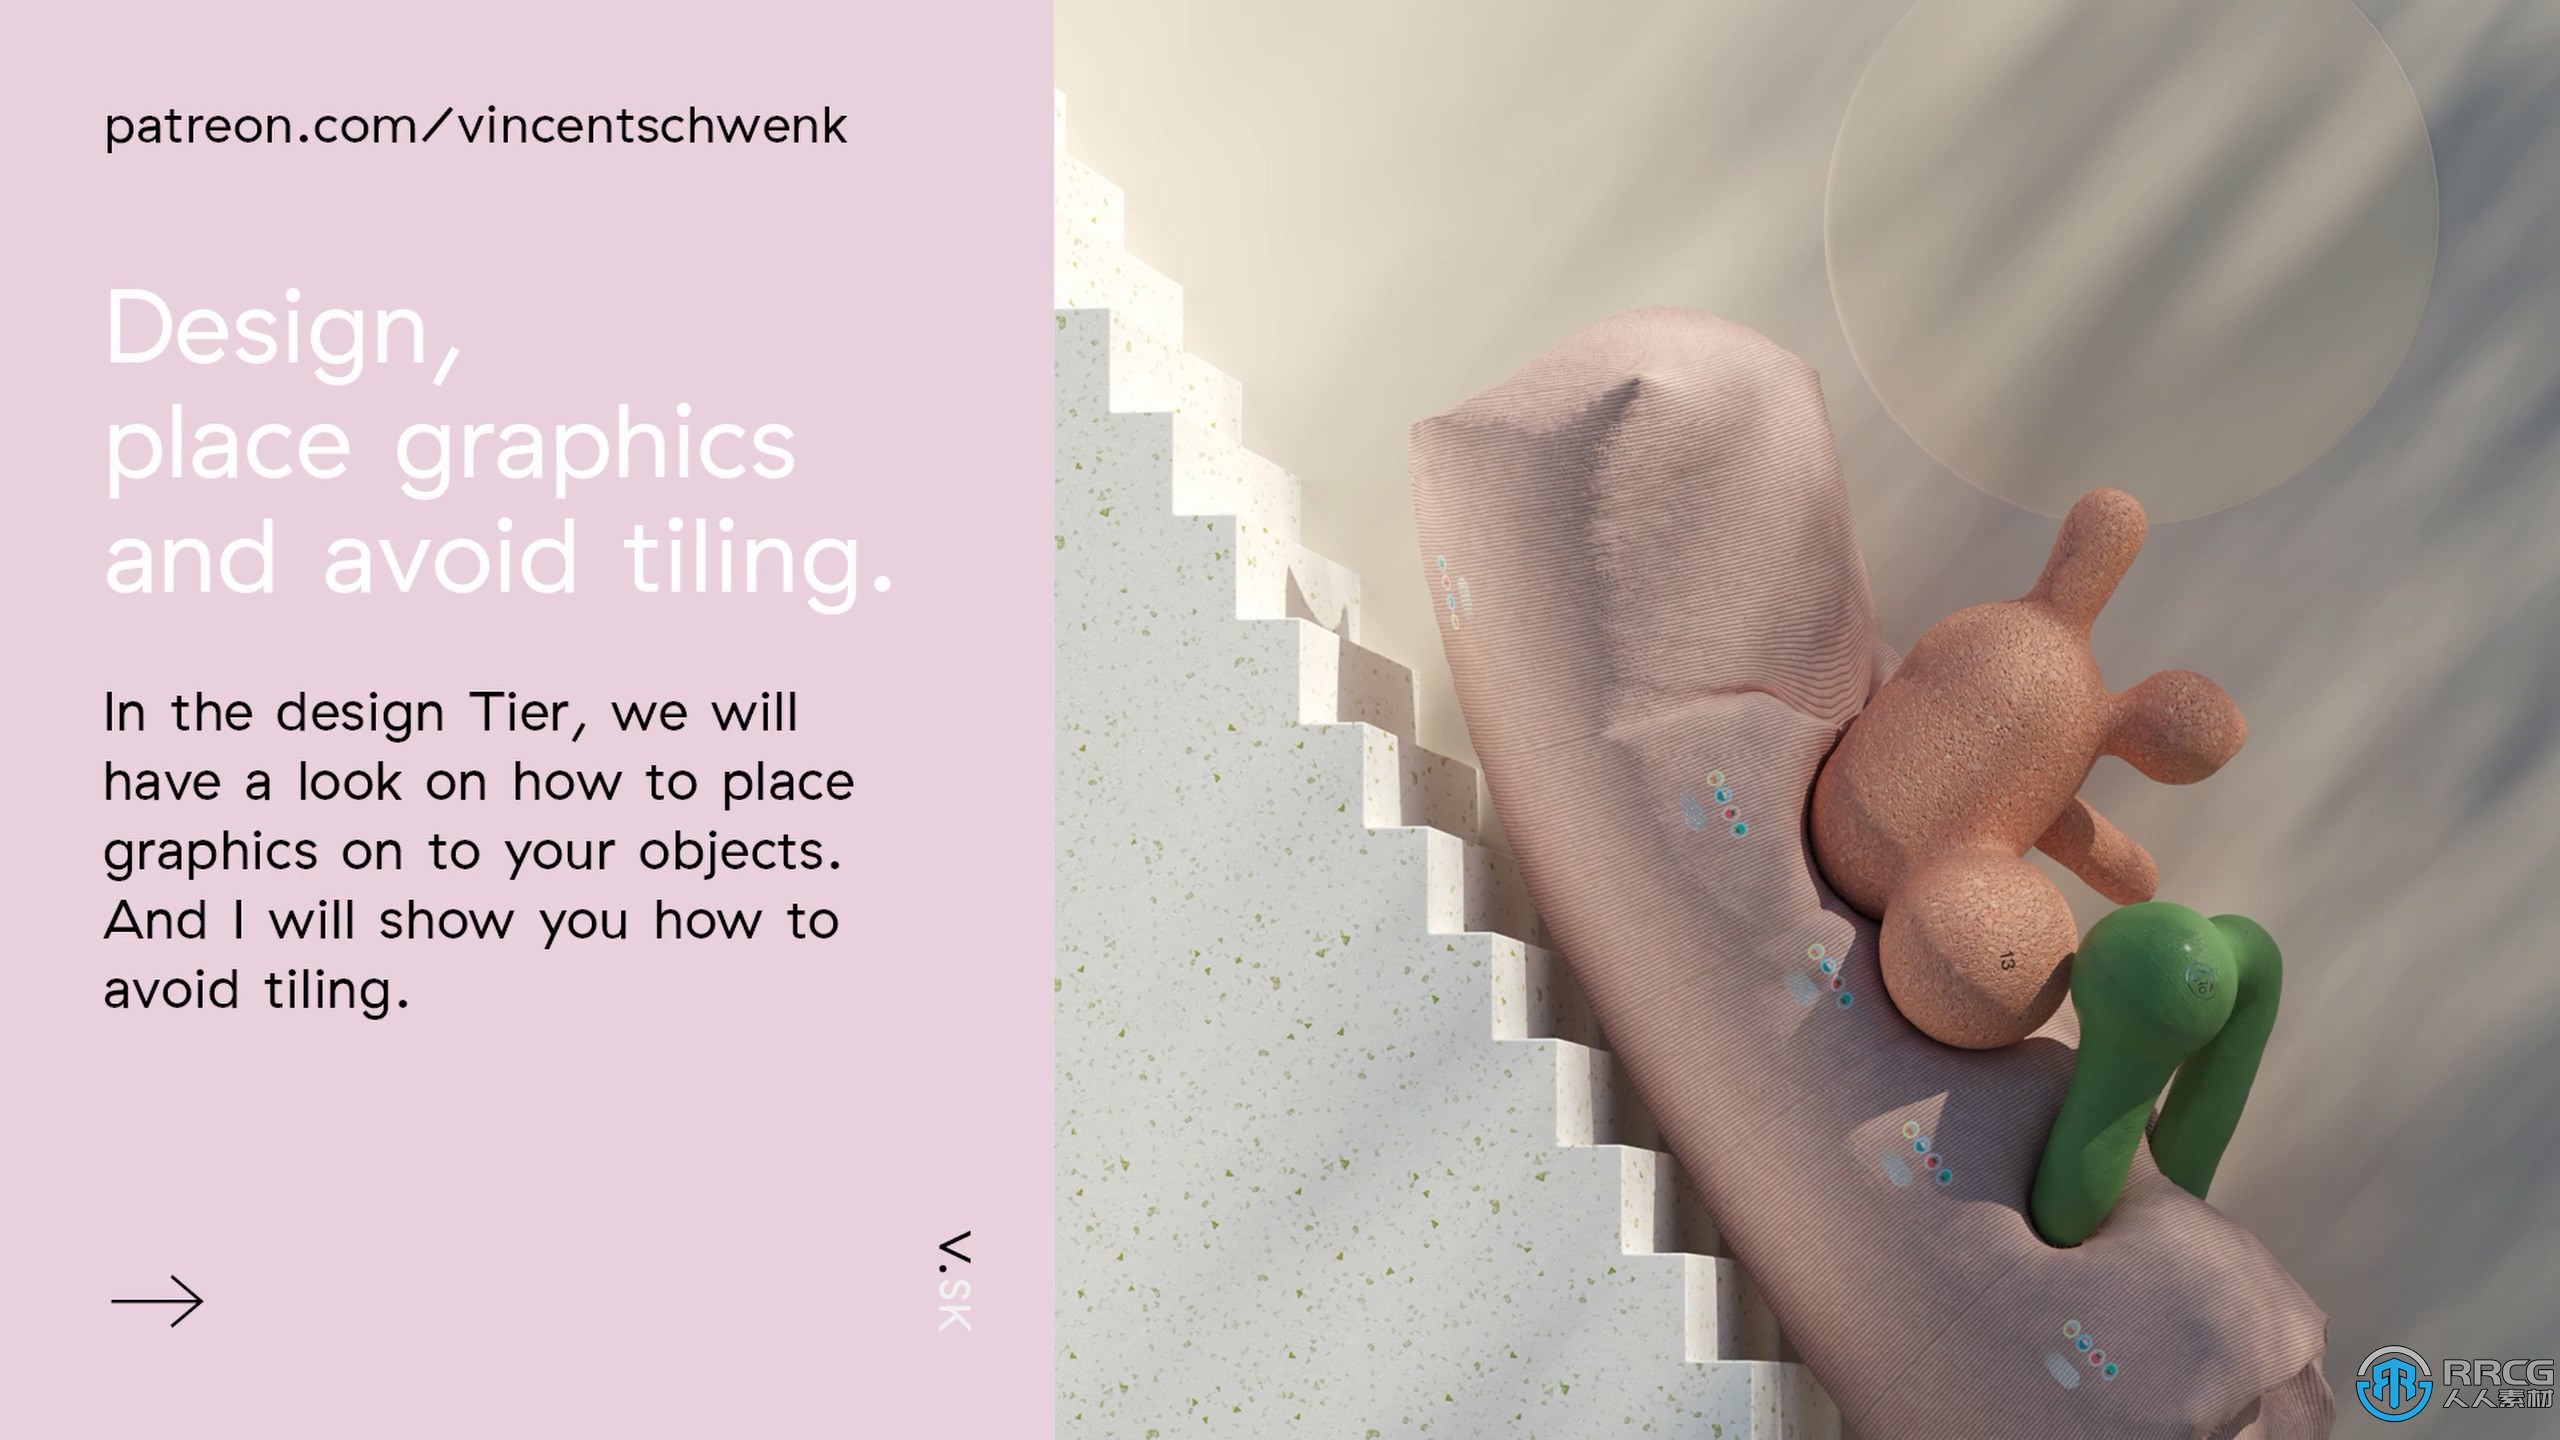 patreon.com/vincentschwenk
Design,
place graphics
and avoid tiling.
In the design Tier, we will
have a look on how to place
graphics on to your objects.
And I will show you how to
avoid tiling.
V.SK
13
RRCG
人人素材